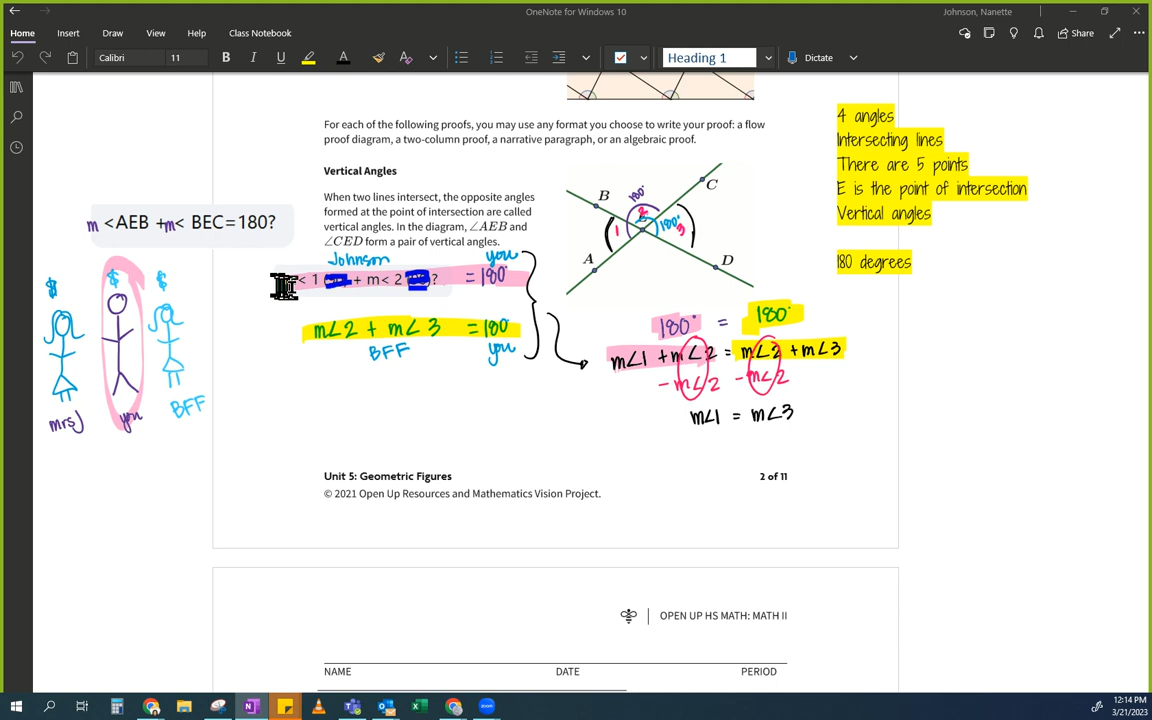 OneNote for Windows 10
Johnson, Nanette
Home Insert Draw View Help Class Notebook
Share
Calibri 11 B I U A Heading 1 Dictate
For each of the following proofs, you may use any format you choose to write your proof: a flow
proof diagram, a two-column proof, a narrative paragraph, or an algebraic proof.
Vertical Angles
When two lines intersect, the opposite angles
formed at the point of intersection are called
vertical angles. In the diagram, ∠AEB and
∠CED form a pair of vertical angles.
m <AEB +m< BEC=180?
Johnson you
< 1 + m< 2 ? = 180°
m∠2 + m∠3 = 180
BFF you
$ $ $
mrsJ you BFF
B C
180°
1 2 E 180° 3
A D
180° = 180°
m∠1 + m∠2 = m∠2 + m∠3
- m∠2 - m∠2
m∠1 = m∠3
4 angles
Intersecting lines
There are 5 points
E is the point of intersection
Vertical angles
180 degrees
Unit 5: Geometric Figures 2 of 11
© 2021 Open Up Resources and Mathematics Vision Project.
OPEN UP HS MATH: MATH II
NAME DATE PERIOD
12:14 PM
3/21/2023